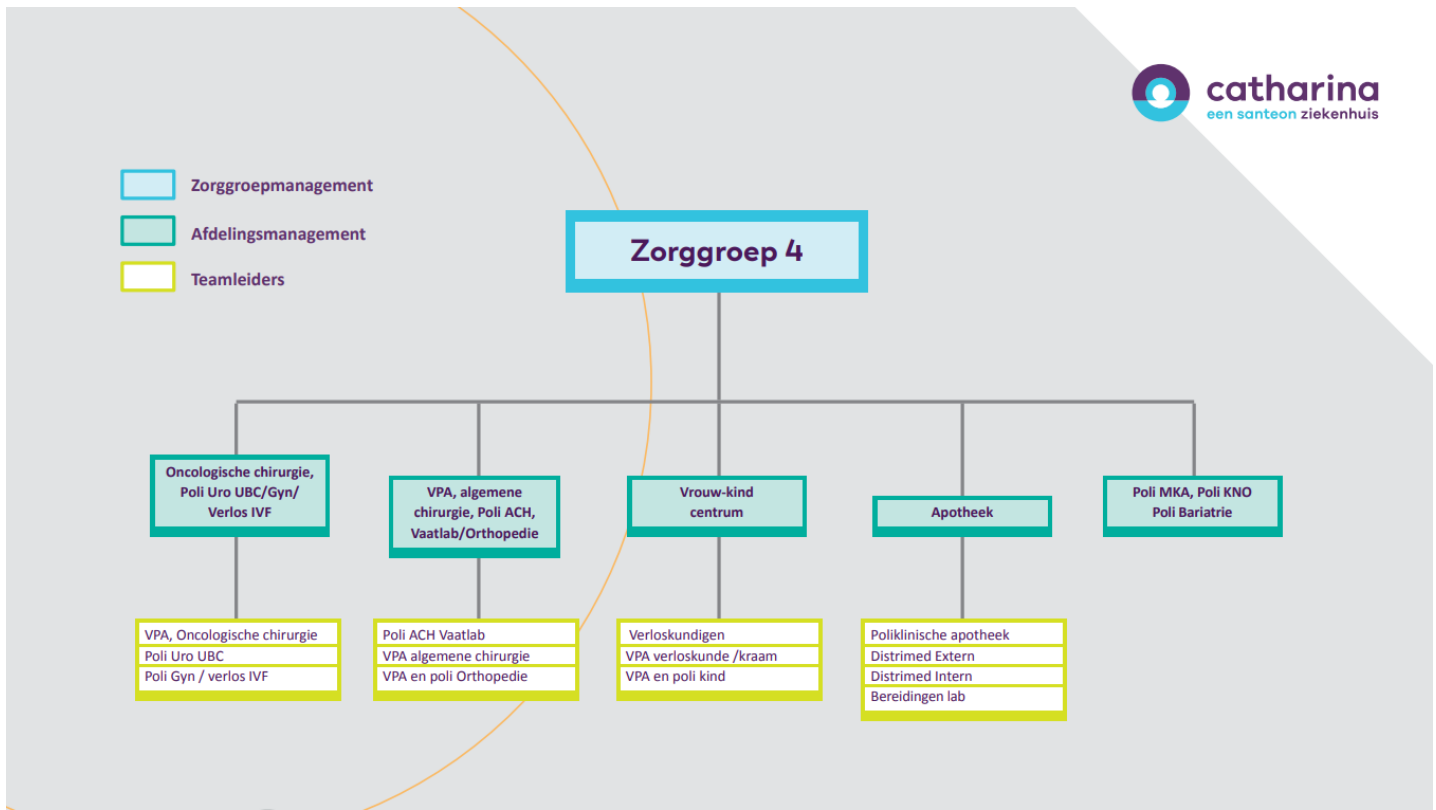 catharina
een santeon ziekenhuis
Zorggroepmanagement
Afdelingsmanagement
Teamleiders
Zorggroep 4
Oncologische chirurgie,
Poli Uro UBC/Gyn/
Verlos IVF
VPA, algemene
chirurgie, Poli ACH,
Vaatlab/Orthopedie
Vrouw-kind
centrum
Apotheek
Poli MKA, Poli KNO
Poli Bariatrie
VPA, Oncologische chirurgie
Poli Uro UBC
Poli Gyn / verlos IVF
Poli ACH Vaatlab
VPA algemene chirurgie
VPA en poli Orthopedie
Verloskundigen
VPA verloskunde /kraam
VPA en poli kind
Poliklinische apotheek
Distrimed Extern
Distrimed Intern
Bereidingen lab